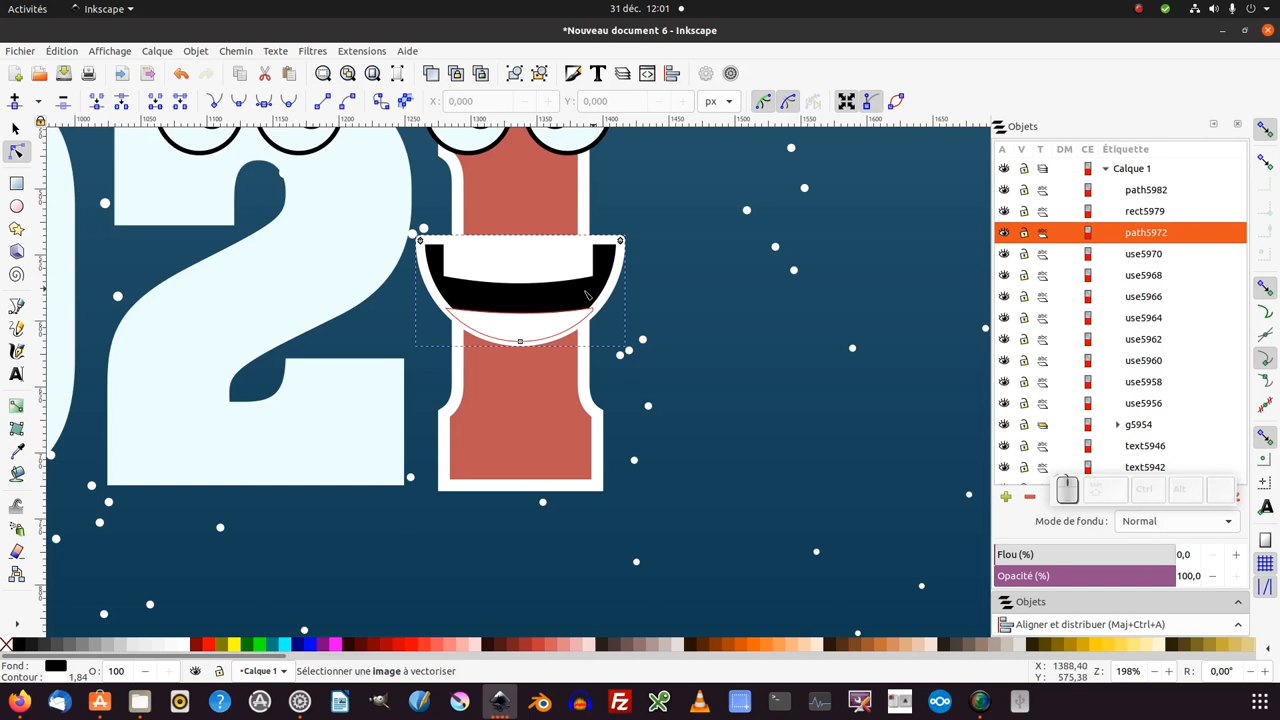 Activités
Inkscape
31 déc. 12:01
*Nouveau document 6 - Inkscape
Fichier Édition Affichage Calque Objet Chemin Texte Filtres Extensions Aide
X: 0,000 Y: 0,000 px
1000 1050 1100 1150 1200 1250 1300 1350 1400 1450 1500 1550 1600 1650
Objets
A V T DM CE Étiquette
Calque 1
path5982
rect5979
path5972
use5970
use5968
use5966
use5964
use5962
use5960
use5958
use5956
g5954
text5946
text5942
Ctrl Alt
Mode de fondu : Normal
Flou (%) 0,0
Opacité (%) 100,0
Objets
Aligner et distribuer (Maj+Ctrl+A)
2
Fond :
Contour : 1,84
O: 100
•Calque 1
Sélectionner une image à vectoriser
X: 1388,40
Y: 575,38
Z: 198%
R: 0,00°